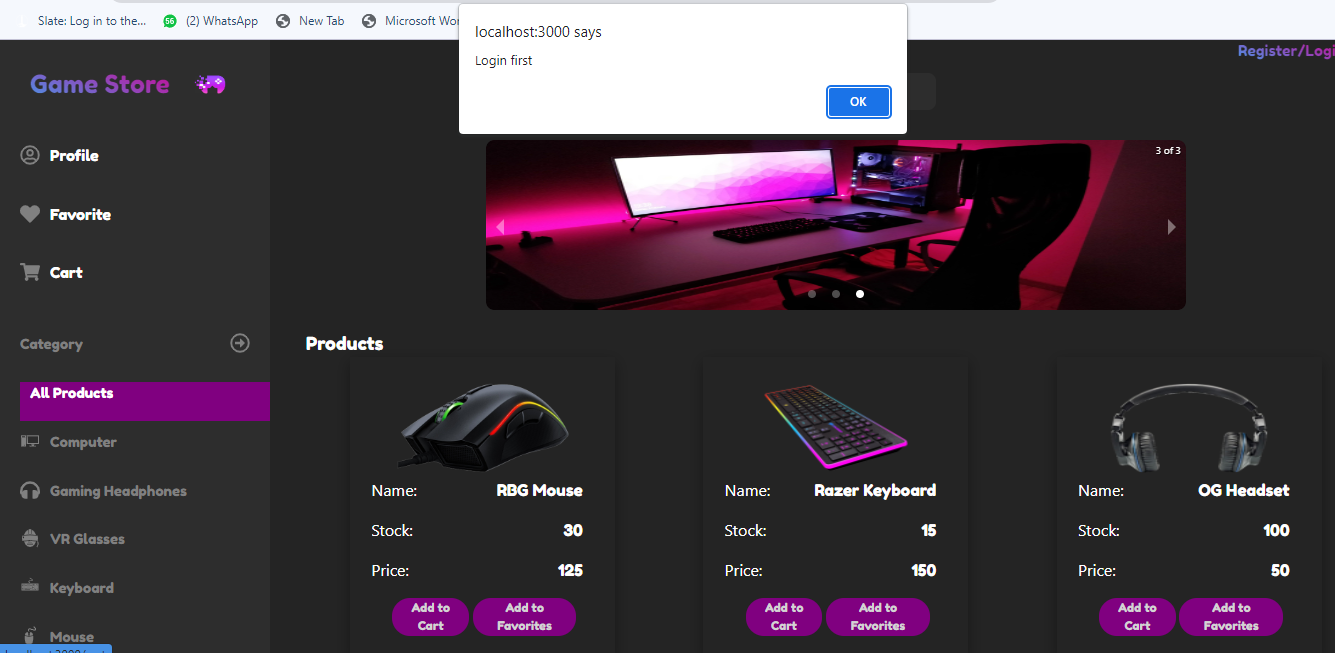 Slate: Log in to the...
(2) WhatsApp
New Tab
Microsoft Wor
localhost:3000 says
Login first
OK
Register/Logi
Game Store
Profile
Favorite
Cart
Category
All Products
Computer
Gaming Headphones
VR Glasses
Keyboard
Mouse
3 of 3
Products
Name: RBG Mouse
Stock: 30
Price: 125
Add to Cart
Add to Favorites
Name: Razer Keyboard
Stock: 15
Price: 150
Add to Cart
Add to Favorites
Name: OG Headset
Stock: 100
Price: 50
Add to Cart
Add to Favorites